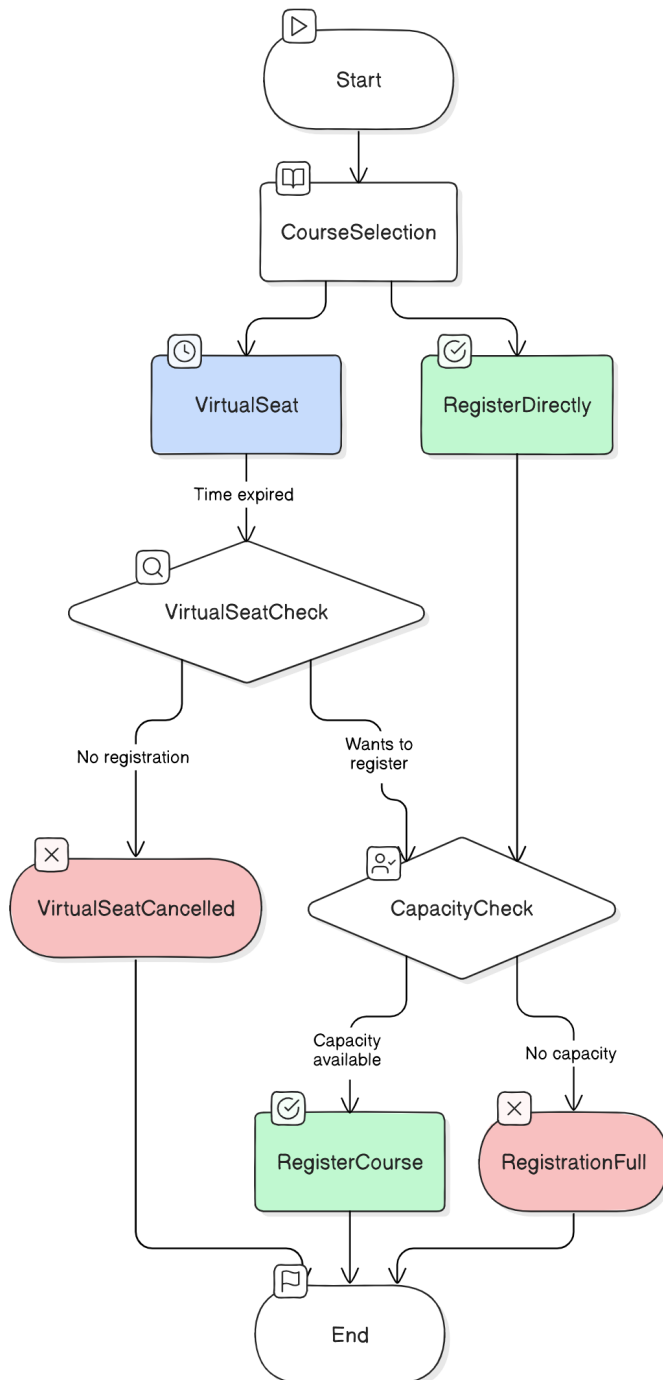 Start
CourseSelection
VirtualSeat
RegisterDirectly
Time expired
VirtualSeatCheck
No registration
Wants to
register
VirtualSeatCancelled
CapacityCheck
Capacity
available
No capacity
RegisterCourse
RegistrationFull
End